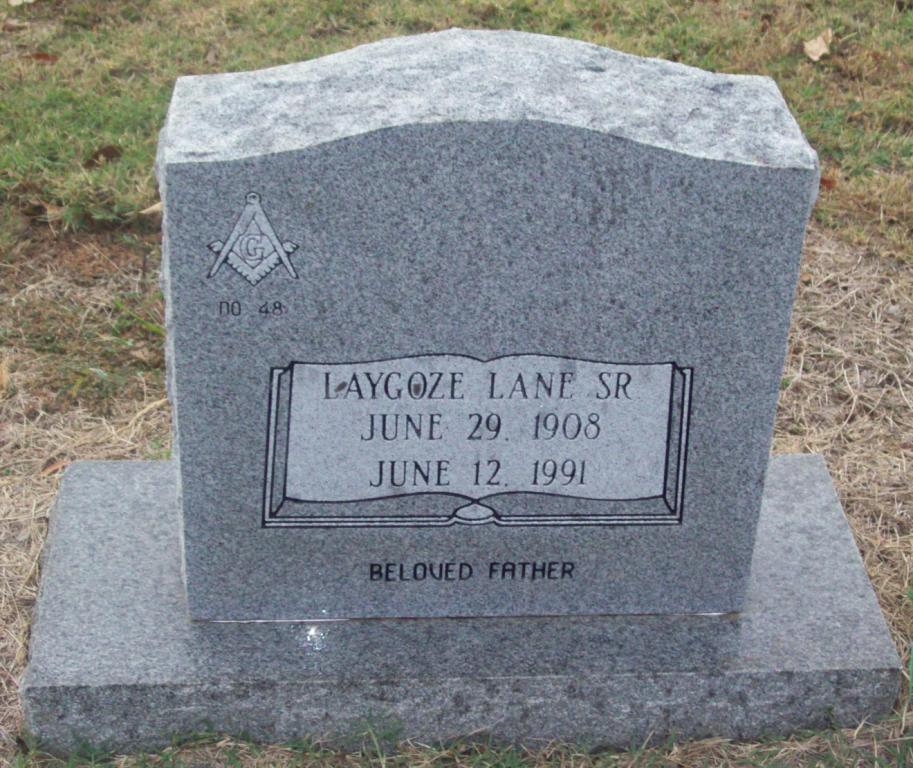 G
NO 48
LAYGOZE LANE SR
JUNE 29, 1908
JUNE 12, 1991
BELOVED FATHER